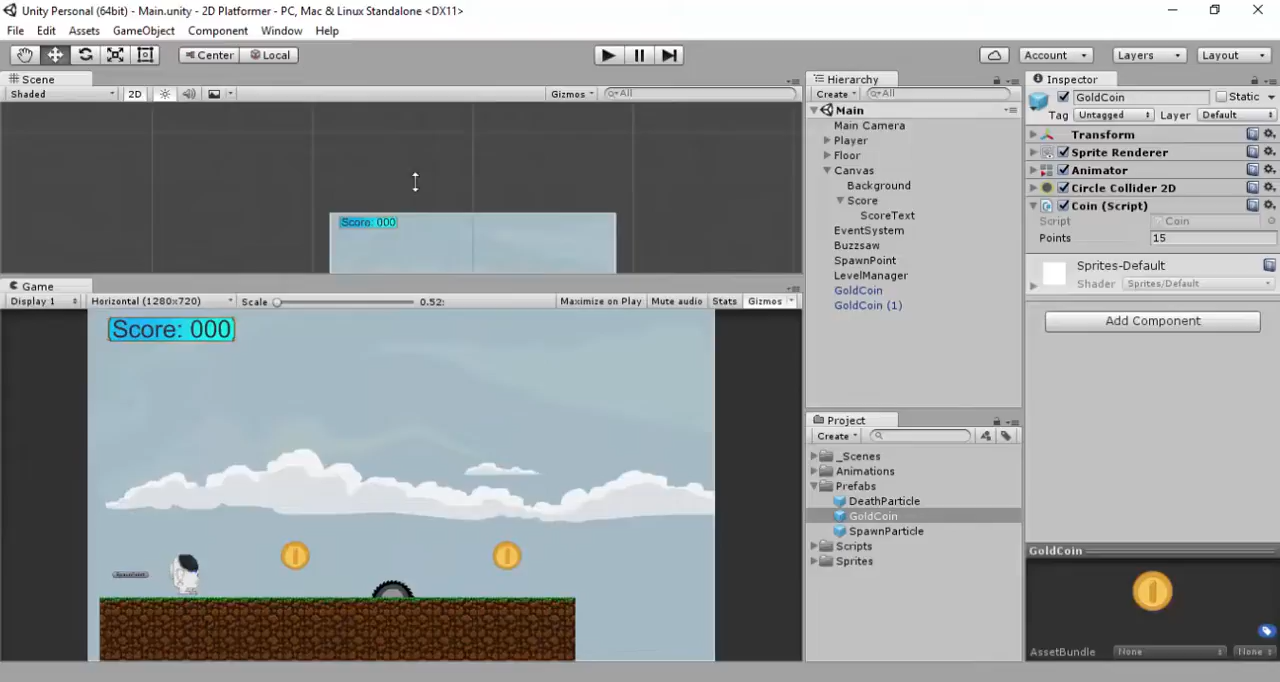 Unity Personal (64bit) - Main.unity - 2D Platformer - PC, Mac & Linux Standalone <DX11>
File Edit Assets GameObject Component Window Help
Center Local Account Layers Layout
Scene
Shaded 2D Gizmos All
Score: 000
Game
Display 1 Horizontal (1280x720) Scale 0.52: Maximize on Play Mute audio Stats Gizmos
Score: 000
SpawnPoint
Hierarchy
Create All
Main
Main Camera
Player
Floor
Canvas
Background
Score
ScoreText
EventSystem
Buzzsaw
SpawnPoint
LevelManager
GoldCoin
GoldCoin (1)
Project
Create
_Scenes
Animations
Prefabs
DeathParticle
GoldCoin
SpawnParticle
Scripts
Sprites
Inspector
GoldCoin Static
Tag Untagged Layer Default
Transform
Sprite Renderer
Animator
Circle Collider 2D
Coin (Script)
Script Coin
Points 15
Sprites-Default
Shader Sprites/Default
Add Component
GoldCoin
AssetBundle None None